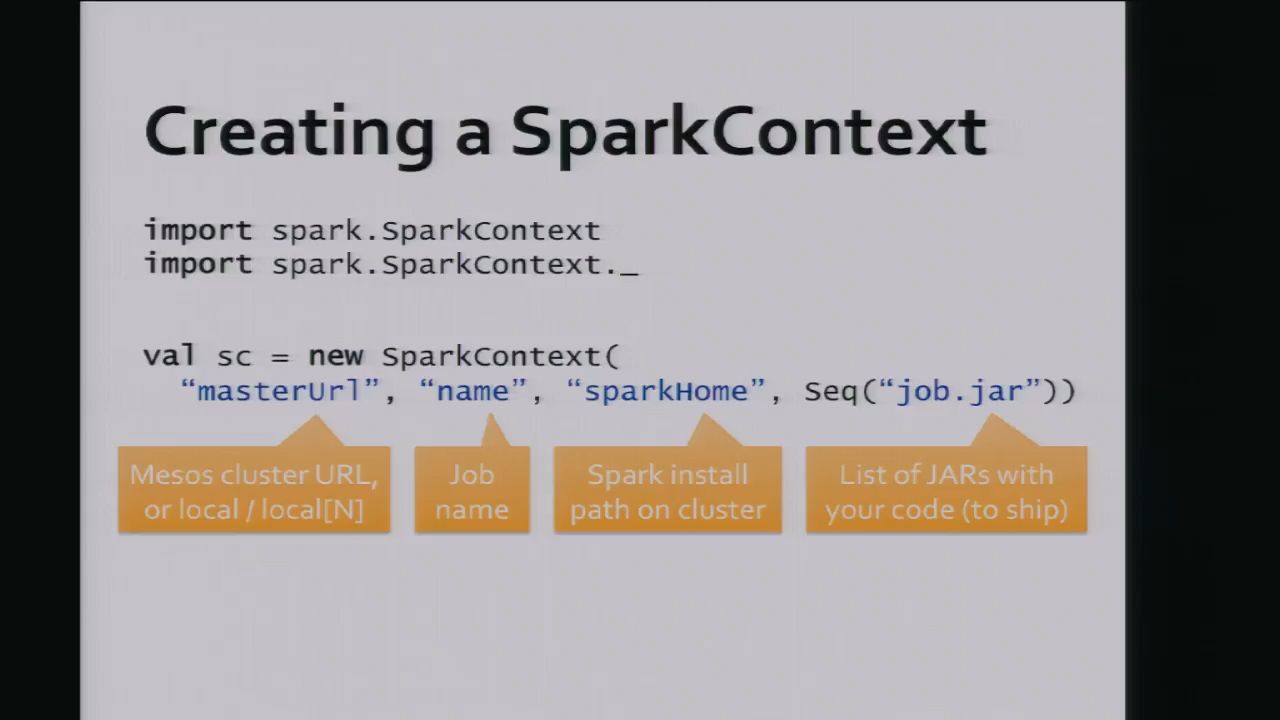 Creating a SparkContext
import spark.SparkContext
import spark.SparkContext._
val sc = new SparkContext(
“masterUrl”, “name”, “sparkHome”, Seq(“job.jar”))
Mesos cluster URL,
or local / local[N]
Job
name
Spark install
path on cluster
List of JARs with
your code (to ship)